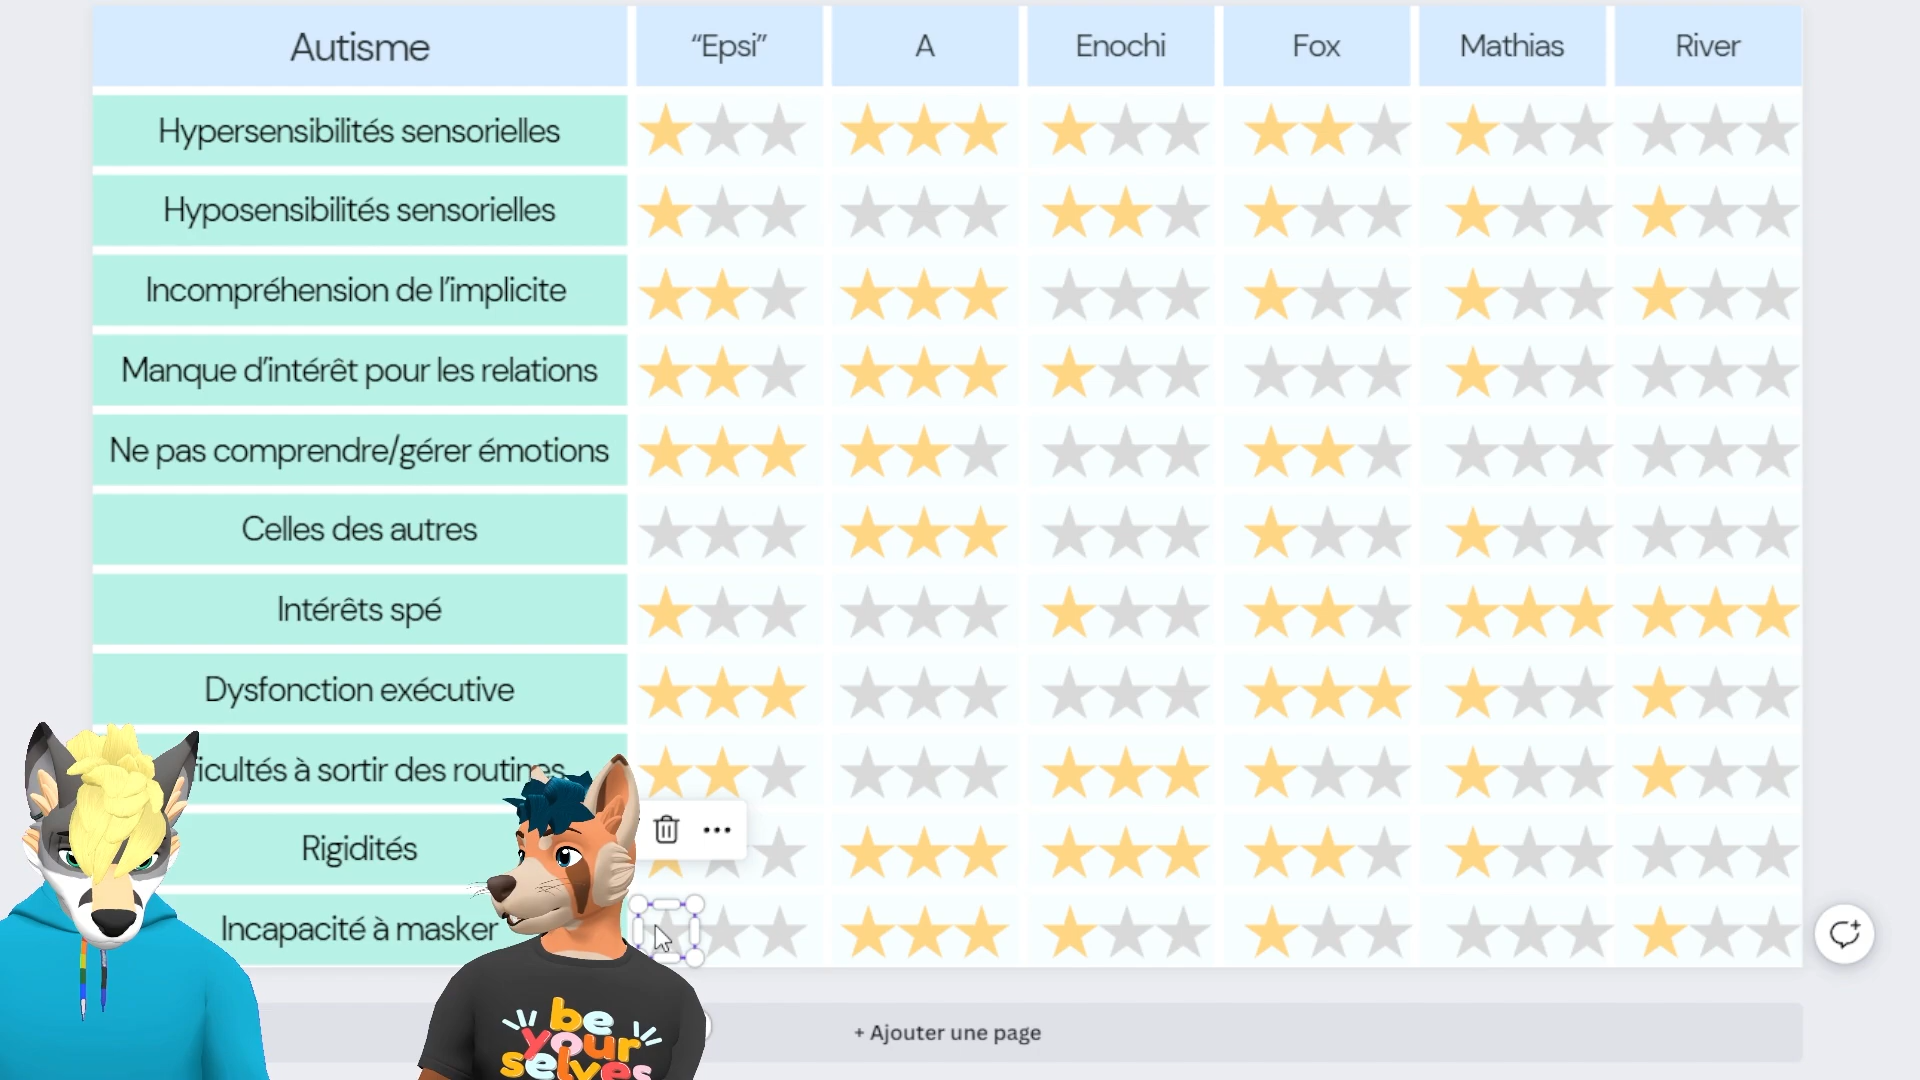 Autisme “Epsi” A Enochi Fox Mathias River
Hypersensibilités sensorielles
Hyposensibilités sensorielles
Incompréhension de l'implicite
Manque d'intérêt pour les relations
Ne pas comprendre/gérer émotions
Celles des autres
Intérêts spé
Dysfonction exécutive
ficultés à sortir des routines
Rigidités
Incapacité à masker
be
your
selves
+ Ajouter une page